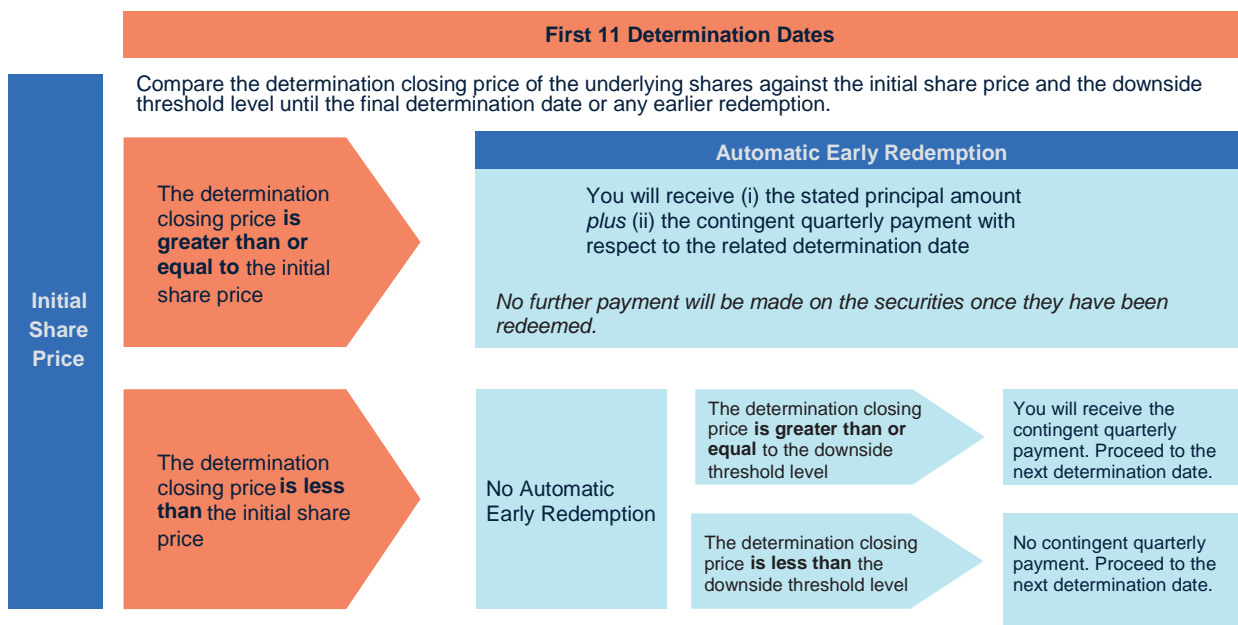 First 11 Determination Dates
Compare the determination closing price of the underlying shares against the initial share price and the downside
threshold level until the final determination date or any earlier redemption.
Initial
Share
Price
The determination
closing price is
greater than or
equal to the initial
share price
Automatic Early Redemption
You will receive (i) the stated principal amount
plus (ii) the contingent quarterly payment with
respect to the related determination date
No further payment will be made on the securities once they have been
redeemed.
The determination
closing price is less
than the initial share
price
No Automatic
Early Redemption
The determination closing
price is greater than or
equal to the downside
threshold level
You will receive the
contingent quarterly
payment. Proceed to the
next determination date.
The determination closing
price is less than the
downside threshold level
No contingent quarterly
payment. Proceed to the
next determination date.